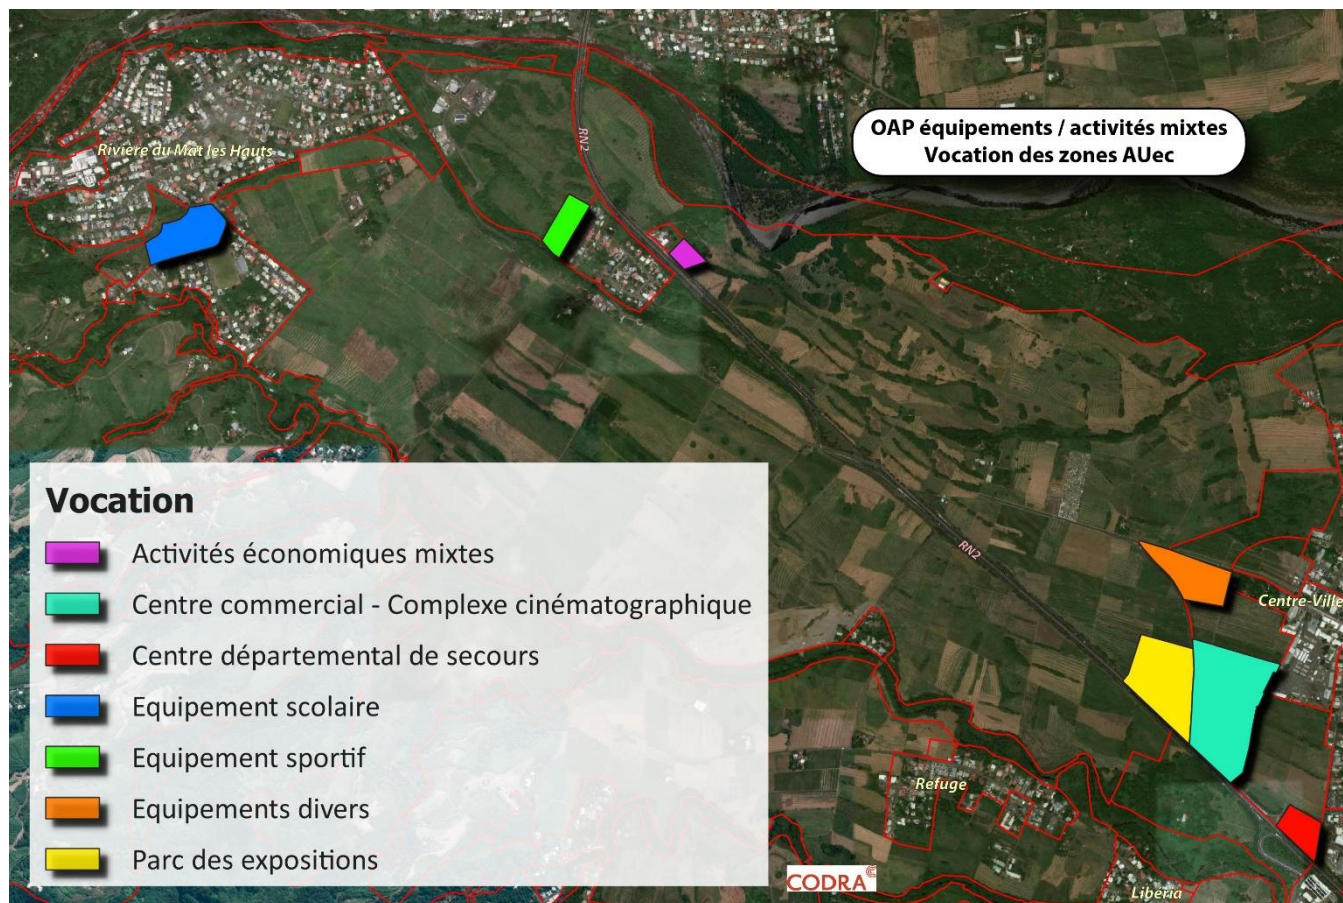 OAP équipements / activités mixtes
Vocation des zones AUec
Rivière du Mat les Hauts
RN2
RN2
Centre-Ville
Refuge
Libéria
Vocation
Activités économiques mixtes
Centre commercial - Complexe cinématographique
Centre départemental de secours
Equipement scolaire
Equipement sportif
Equipements divers
Parc des expositions
CODRA